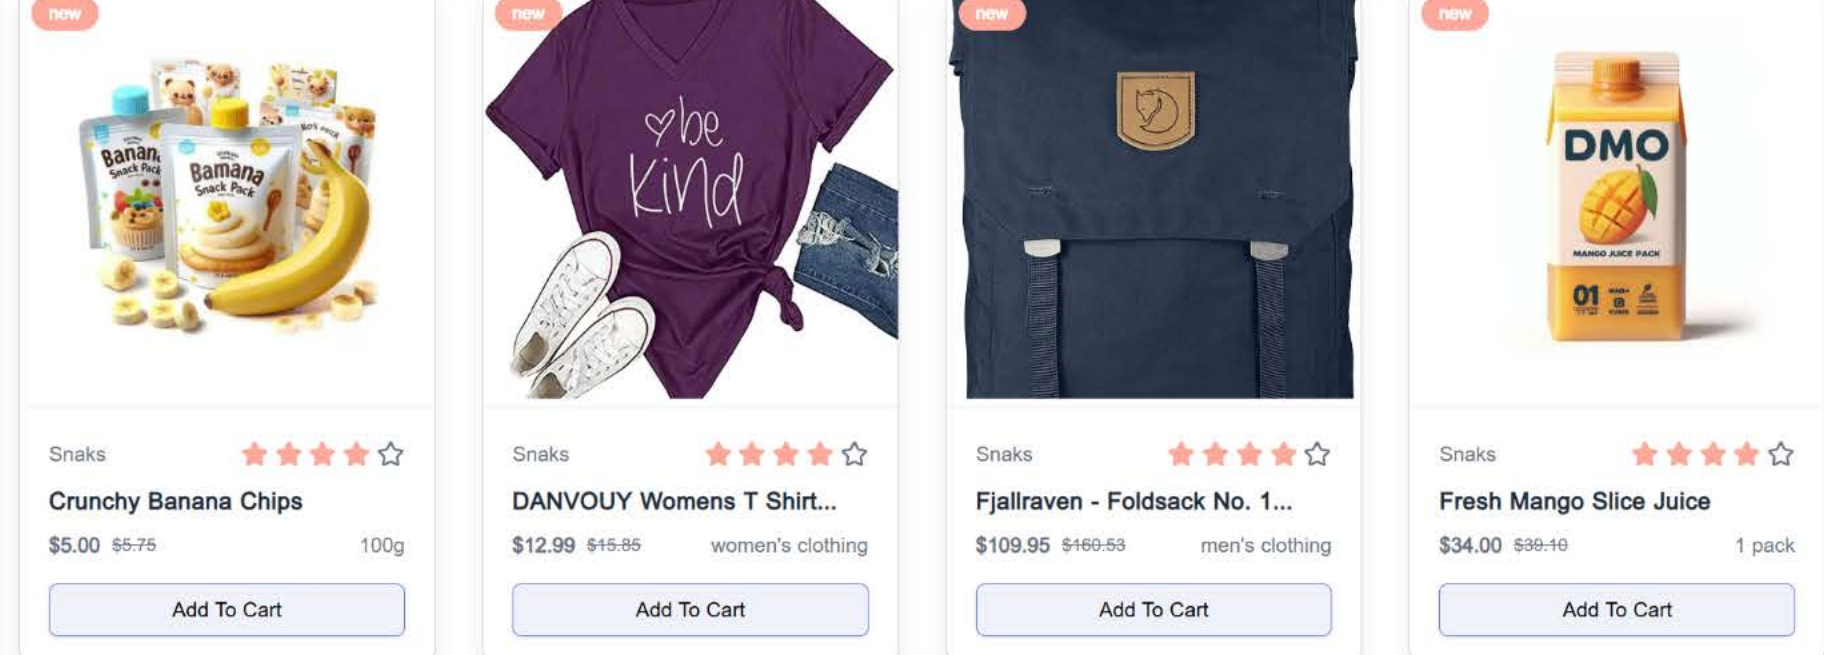 new
new
new
new
Banan
Snack Pack
Bamana
Snack Pack
be
kind
DMO
MANGO JUICE PACK
01
Snaks
Crunchy Banana Chips
$5.00 $5.75 100g
Add To Cart
Snaks
DANVOUY Womens T Shirt...
$12.99 $15.85 women's clothing
Add To Cart
Snaks
Fjallraven - Foldsack No. 1...
$109.95 $160.53 men's clothing
Add To Cart
Snaks
Fresh Mango Slice Juice
$34.00 $39.10 1 pack
Add To Cart